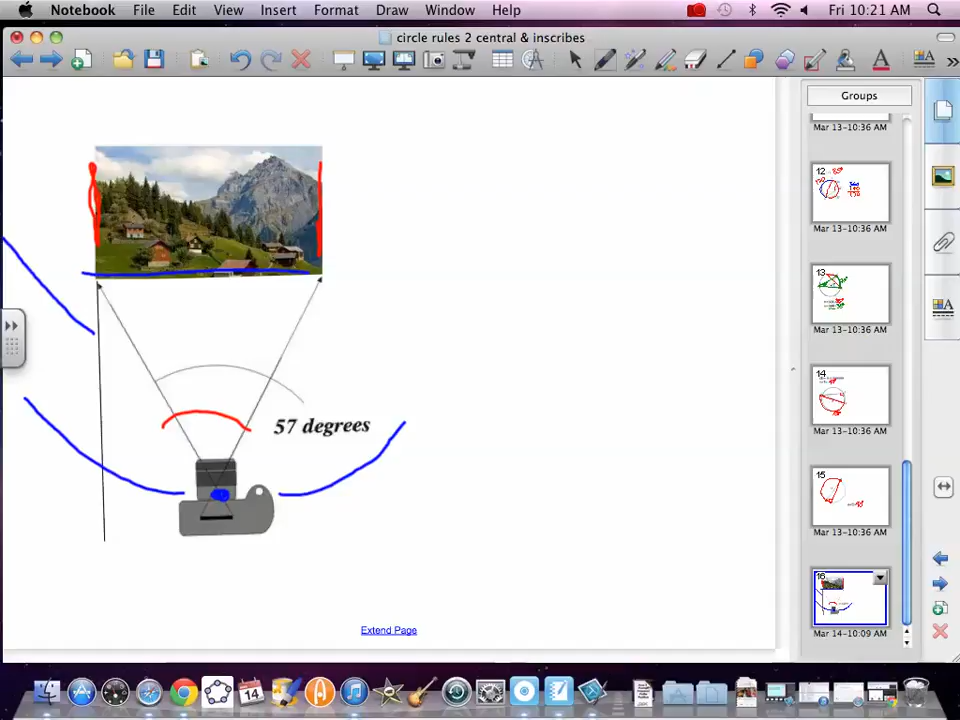 Notebook File Edit View Insert Format Draw Window Help Fri 10:21 AM
circle rules 2 central & inscribes
Groups
Mar 13-10:36 AM
12
Mar 13-10:36 AM
13
Mar 13-10:36 AM
14
Mar 13-10:36 AM
15
Mar 13-10:36 AM
16
Mar 14-10:09 AM
57 degrees
Extend Page
14